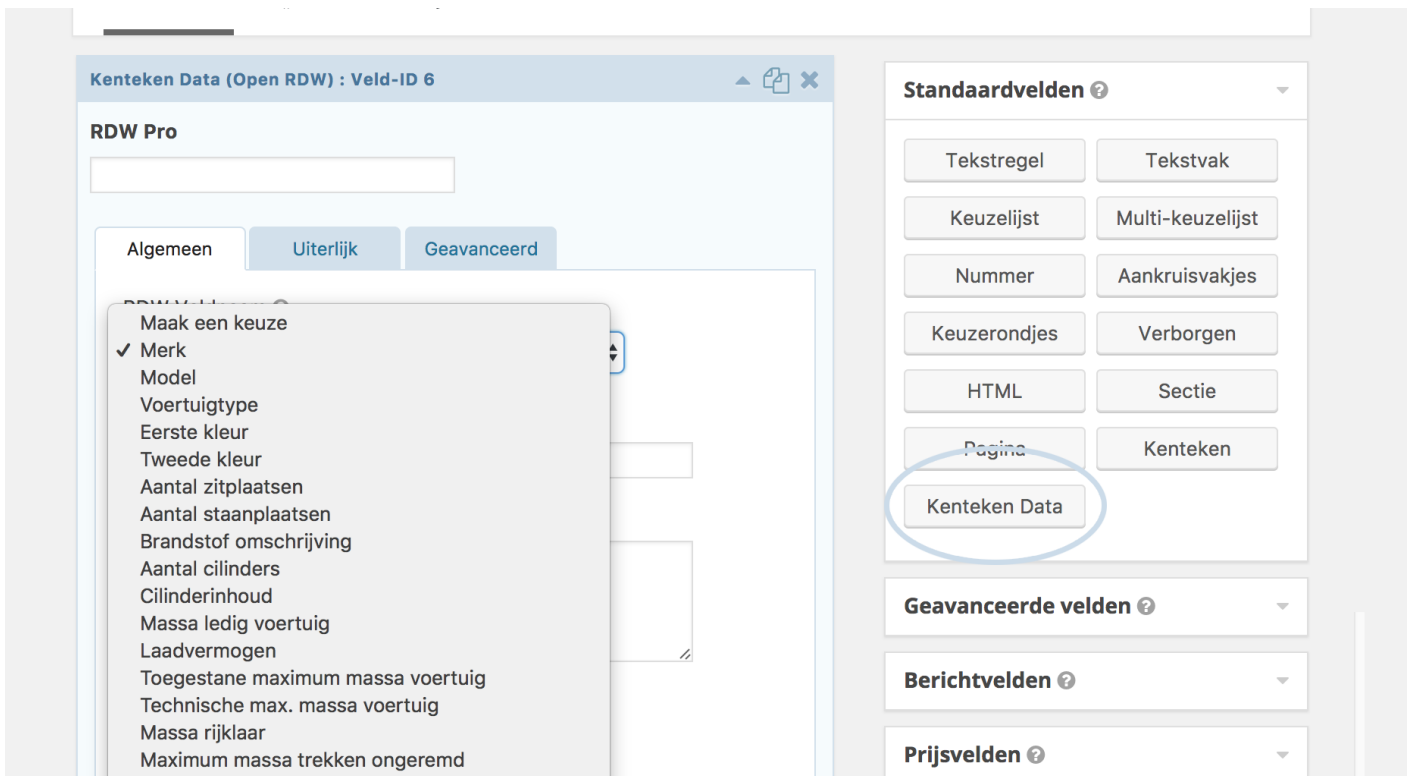 Kenteken Data (Open RDW) : Veld-ID 6
RDW Pro
Algemeen
Uiterlijk
Geavanceerd
Maak een keuze
✓ Merk
Model
Voertuigtype
Eerste kleur
Tweede kleur
Aantal zitplaatsen
Aantal staanplaatsen
Brandstof omschrijving
Aantal cilinders
Cilinderinhoud
Massa ledig voertuig
Laadvermogen
Toegestane maximum massa voertuig
Technische max. massa voertuig
Massa rijklaar
Maximum massa trekken ongeremd
Standaardvelden
Tekstregel
Tekstvak
Keuzelijst
Multi-keuzelijst
Nummer
Aankruisvakjes
Keuzerondjes
Verborgen
HTML
Sectie
Pagina
Kenteken
Kenteken Data
Geavanceerde velden
Berichtvelden
Prijsvelden